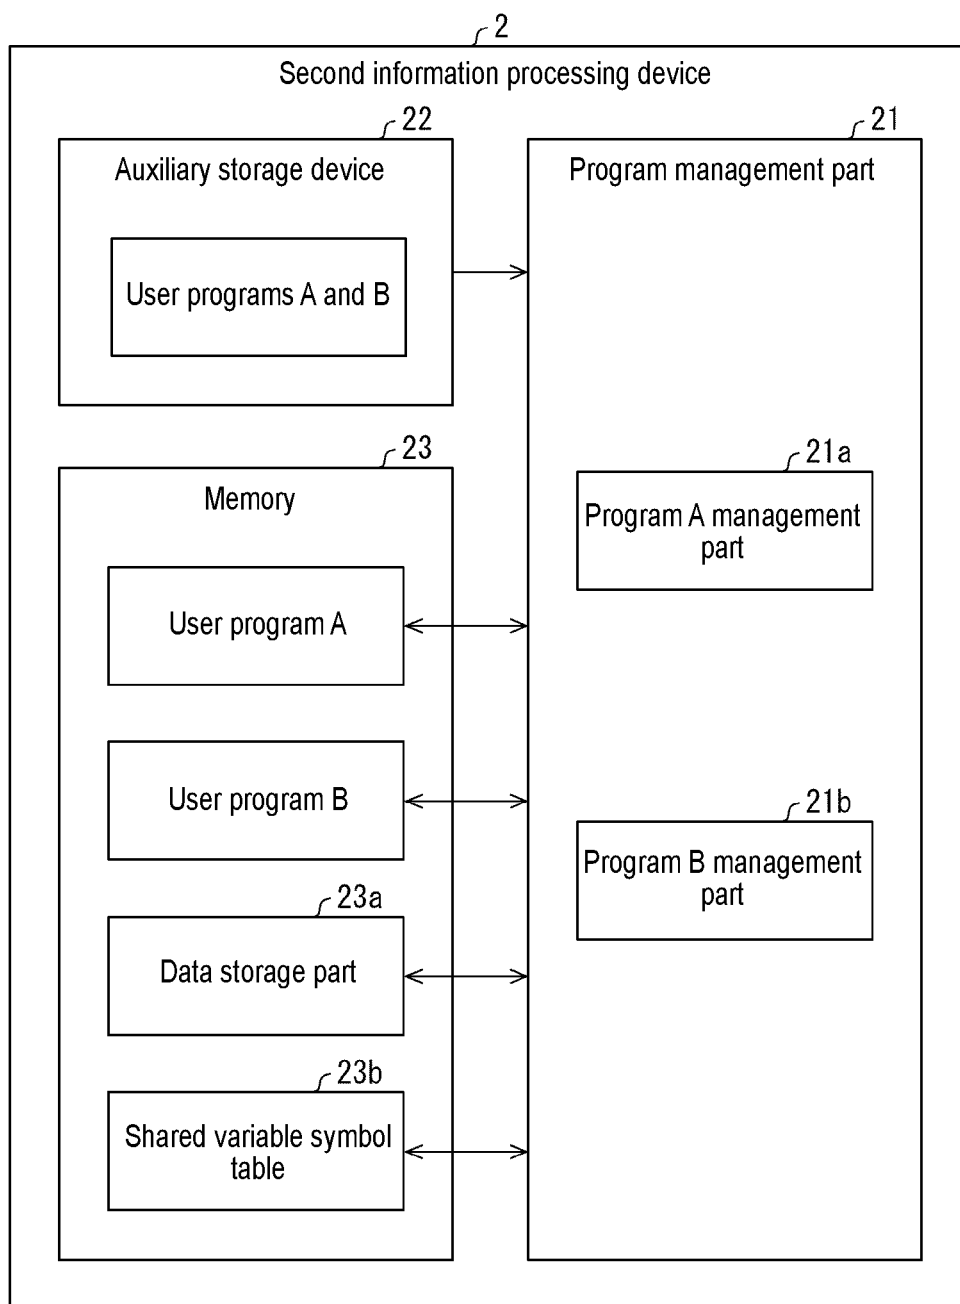 2
Second information processing device
22
Auxiliary storage device
User programs A and B
21
Program management part
23
Memory
User program A
User program B
23a
Data storage part
23b
Shared variable symbol
table
21a
Program A management
part
21b
Program B management
part